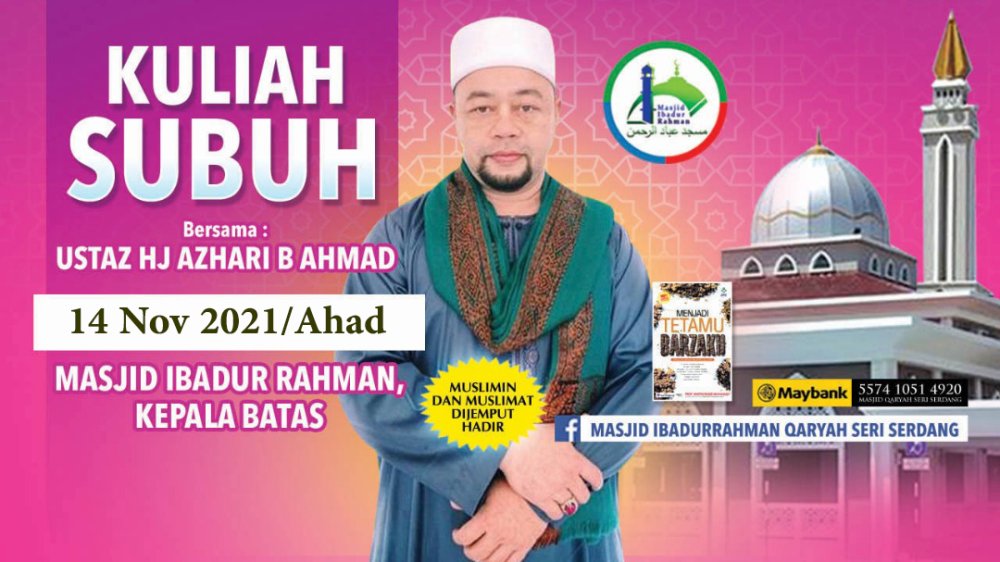 KULIAH
SUBUH
Bersama :
USTAZ HJ AZHARI B AHMAD
14 Nov 2021/Ahad
MASJID IBADUR RAHMAN,
KEPALA BATAS
MUSLIMIN
DAN MUSLIMAT
DIJEMPUT
HADIR
Masjid
Ibadur
Rahman
مسجد عباد الرحمن
MENJADI
TETAMU
BARZAKH
Maybank
5574 1051 4920
MASJID QARYAH SERI SERDANG
f MASJID IBADURRAHMAN QARYAH SERI SERDANG